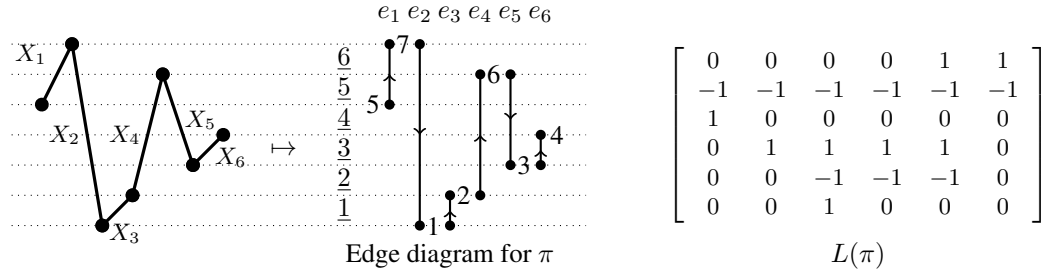 e₁ e₂ e₃ e₄ e₅ e₆
X₁
X₂
X₃
X₄
X₅
X₆
↦
6
5
4
3
2
1
5
7
1
2
6
3
4
Edge diagram for π
0 0 0 0 1 1
−1 −1 −1 −1 −1 −1
1 0 0 0 0 0
0 1 1 1 1 0
0 0 −1 −1 −1 0
0 0 1 0 0 0
L(π)